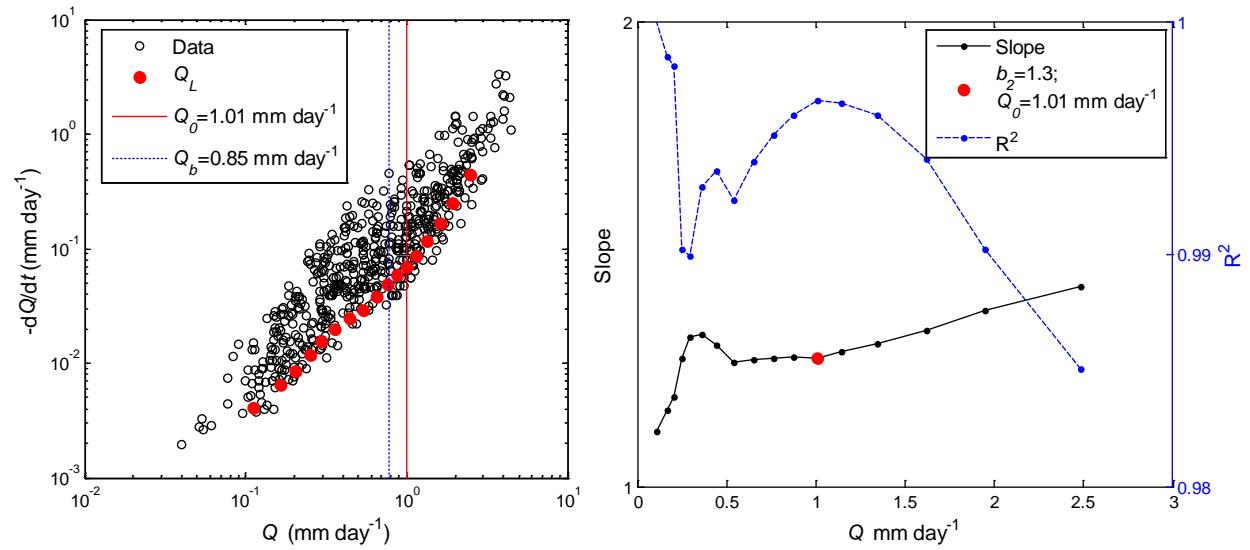 10^1
10^0
10^-1
10^-2
10^-3
-dQ/dt (mm day^-1)
Data
Q_L
Q_0=1.01 mm day^-1
Q_b=0.85 mm day^-1
10^-2
10^-1
10^0
10^1
Q (mm day^-1)
2
1
Slope
Slope
b_2=1.3;
Q_0=1.01 mm day^-1
R^2
1
0.99
0.98
R^2
0
0.5
1
1.5
2
2.5
3
Q mm day^-1